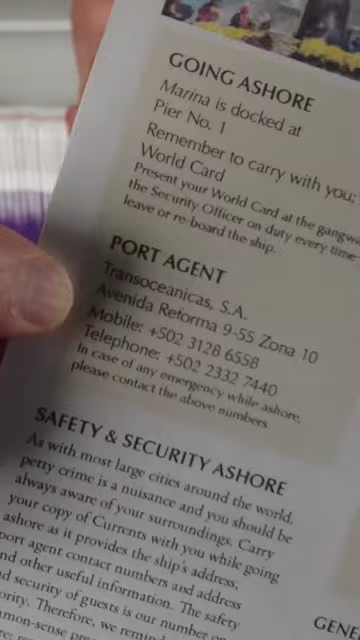 GOING ASHORE
Marina is docked at
Pier No. 1
Remember to carry with you;
World Card
Present your World Card at the
the Security Officer on duty every time
leave or re-board the ship.
PORT AGENT
Transoceanicas, S.A.
Avenida Reforma 9-55 Zona 10
Mobile: +502 3128 6558
Telephone: +502 2332 7440
In case of any emergency while ashore,
please contact the above numbers
SAFETY & SECURITY ASHORE
As with most large cities around the world,
petty crime is a nuisance and you should be
always aware of your surroundings. Carry
your copy of Currents with you while going
ashore as it provides the ship's address,
port agent contact numbers and address
and other useful information. The safety
and security of guests is our number
Therefore, we